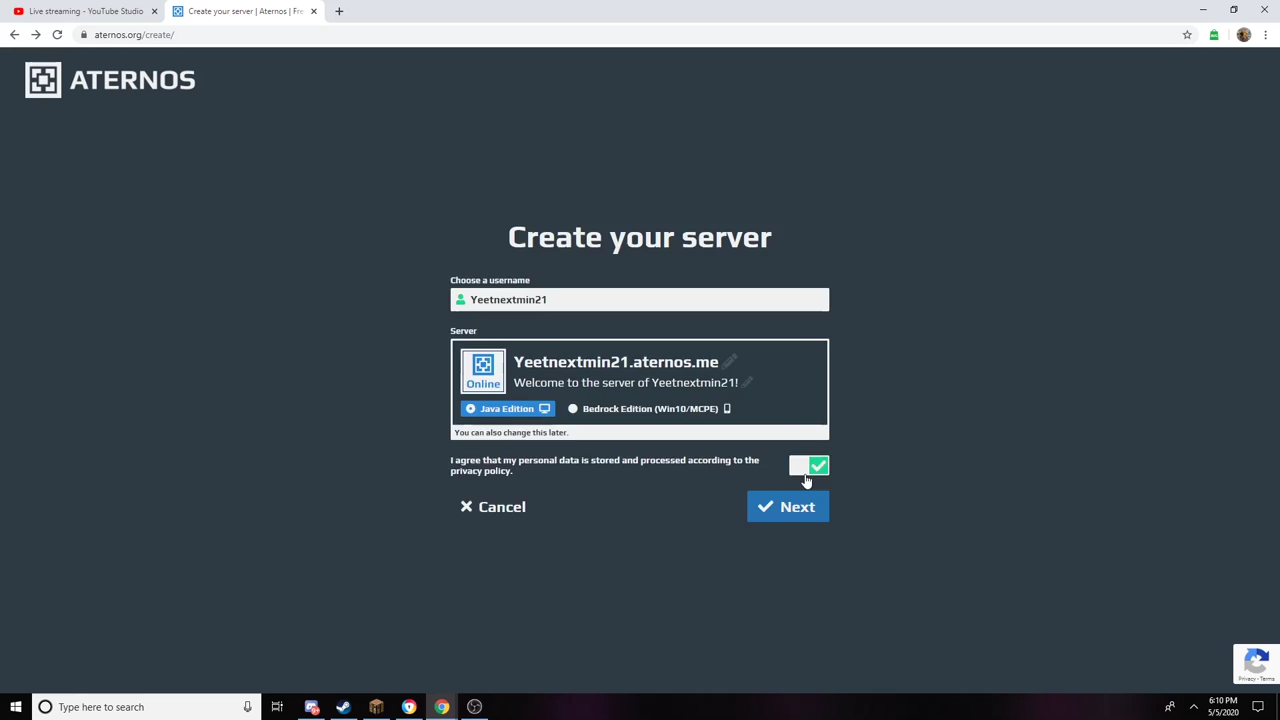 Live streaming - YouTube Studio
Create your server | Aternos | Fre
aternos.org/create/
ATERNOS
Create your server
Choose a username
Yeetnextmin21
Server
Yeetnextmin21.aternos.me
Welcome to the server of Yeetnextmin21!
Online
Java Edition
Bedrock Edition (Win10/MCPE)
You can also change this later.
I agree that my personal data is stored and processed according to the
privacy policy.
Cancel
Next
Privacy - Terms
Type here to search
6:10 PM
5/5/2020